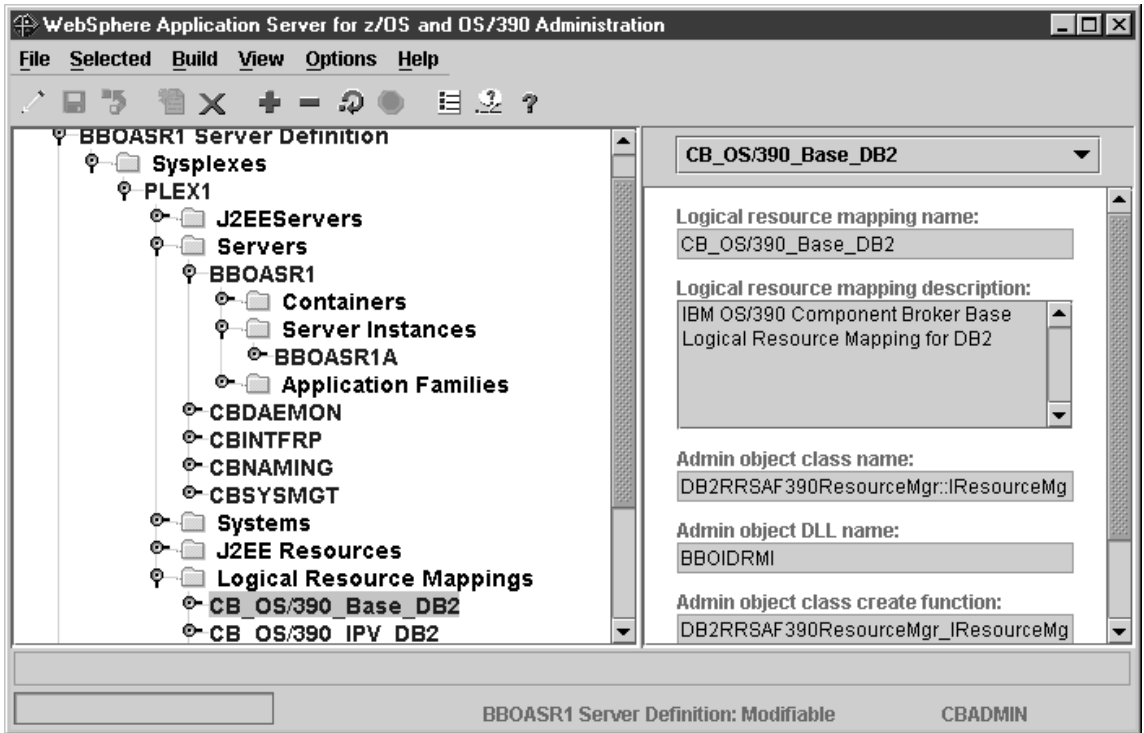 WebSphere Application Server for z/OS and OS/390 Administration
File Selected Build View Options Help
BBOASR1 Server Definition
Sysplexes
PLEX1
J2EEServers
Servers
BBOASR1
Containers
Server Instances
BBOASR1A
Application Families
CBDAEMON
CBINTFRP
CBNAMING
CBSYSMGT
Systems
J2EE Resources
Logical Resource Mappings
CB_OS/390_Base_DB2
CB_OS/390_IPV_DB2
CB_OS/390_Base_DB2
Logical resource mapping name:
CB_OS/390_Base_DB2
Logical resource mapping description:
IBM OS/390 Component Broker Base
Logical Resource Mapping for DB2
Admin object class name:
DB2RRSAF390ResourceMgr::IResourceMg
Admin object DLL name:
BBOIDRMI
Admin object class create function:
DB2RRSAF390ResourceMgr_IResourceMg
BBOASR1 Server Definition: Modifiable CBADMIN